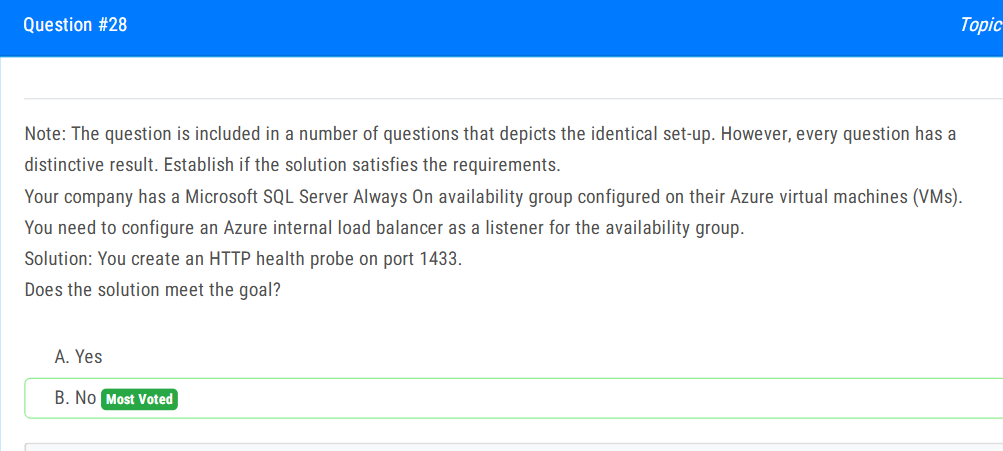 Question #28
Topic
Note: The question is included in a number of questions that depicts the identical set-up. However, every question has a
distinctive result. Establish if the solution satisfies the requirements.
Your company has a Microsoft SQL Server Always On availability group configured on their Azure virtual machines (VMs).
You need to configure an Azure internal load balancer as a listener for the availability group.
Solution: You create an HTTP health probe on port 1433.
Does the solution meet the goal?
A. Yes
B. No Most Voted